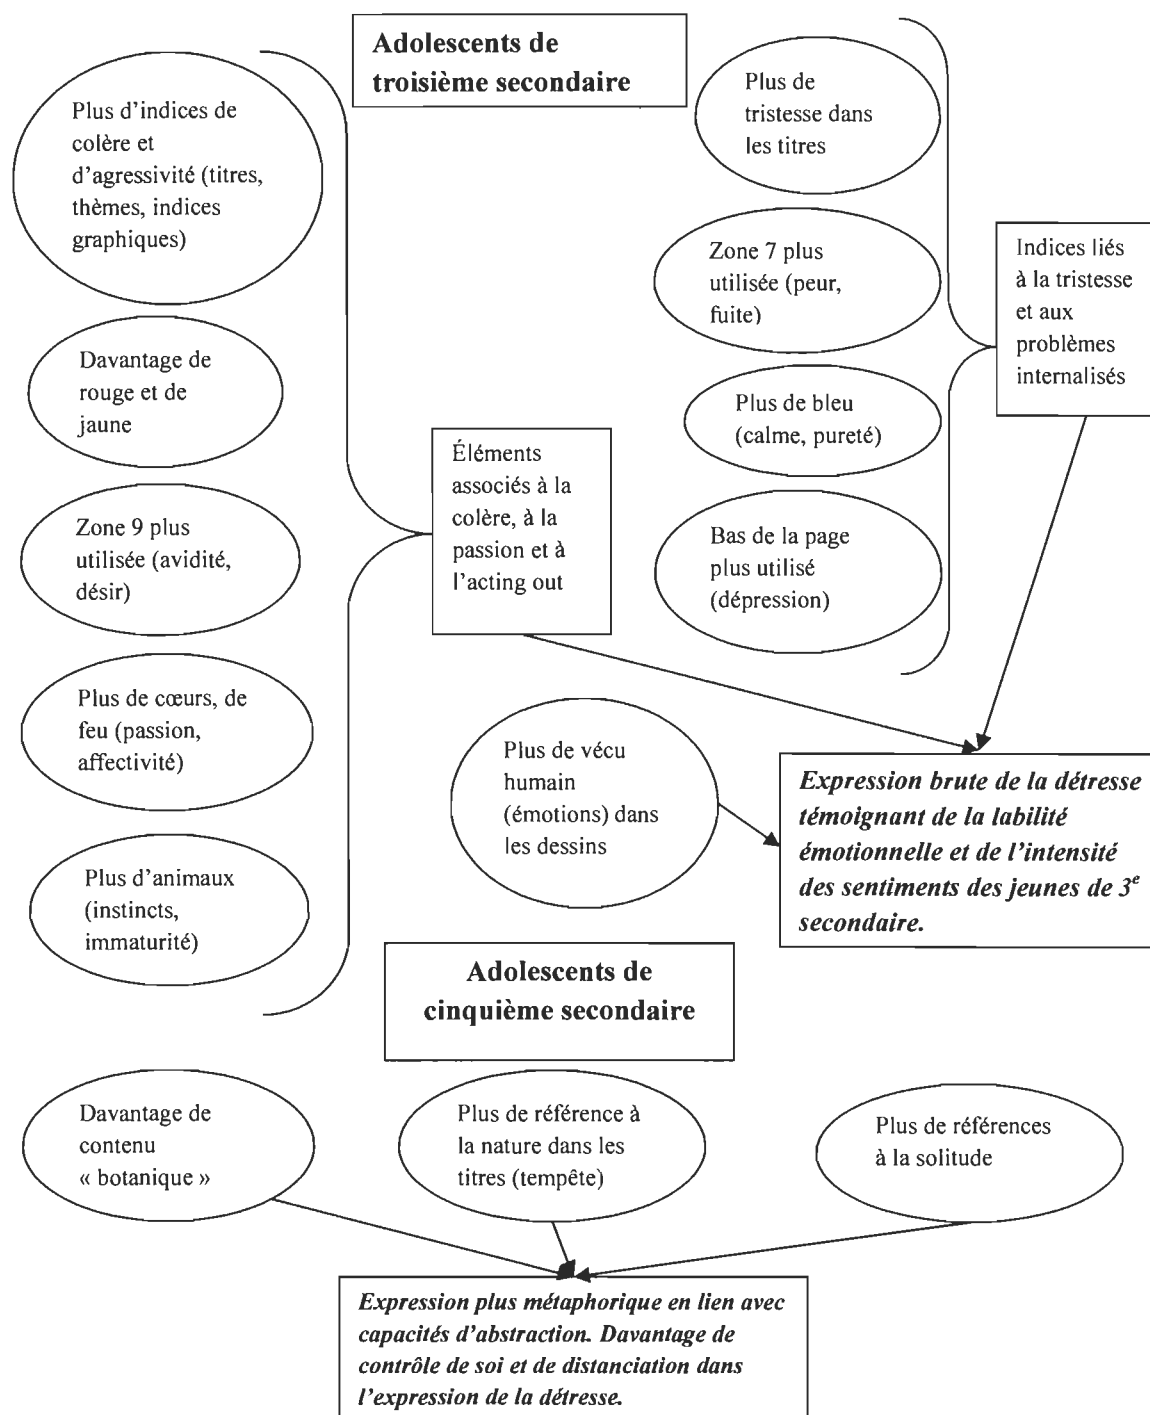 Adolescents de
troisième secondaire
Plus d'indices de
colère et
d'agressivité (titres,
thèmes, indices
graphiques)
Davantage de
rouge et de
jaune
Zone 9 plus
utilisée (avidité,
désir)
Plus de cœurs, de
feu (passion,
affectivité)
Plus d'animaux
(instincts,
immaturité)
Éléments
associés à la
colère, à la
passion et à
l'acting out
Plus de
tristesse dans
les titres
Zone 7 plus
utilisée (peur,
fuite)
Plus de bleu
(calme, pureté)
Bas de la page
plus utilisé
(dépression)
Indices liés
à la tristesse
et aux
problèmes
internalisés
Plus de vécu
humain
(émotions) dans
les dessins
Expression brute de la détresse
témoignant de la labilité
émotionnelle et de l'intensité
des sentiments des jeunes de 3e
secondaire.
Adolescents de
cinquième secondaire
Davantage de
contenu
« botanique »
Plus de référence à
la nature dans les
titres (tempête)
Plus de références
à la solitude
Expression plus métaphorique en lien avec
capacités d'abstraction. Davantage de
contrôle de soi et de distanciation dans
l'expression de la détresse.